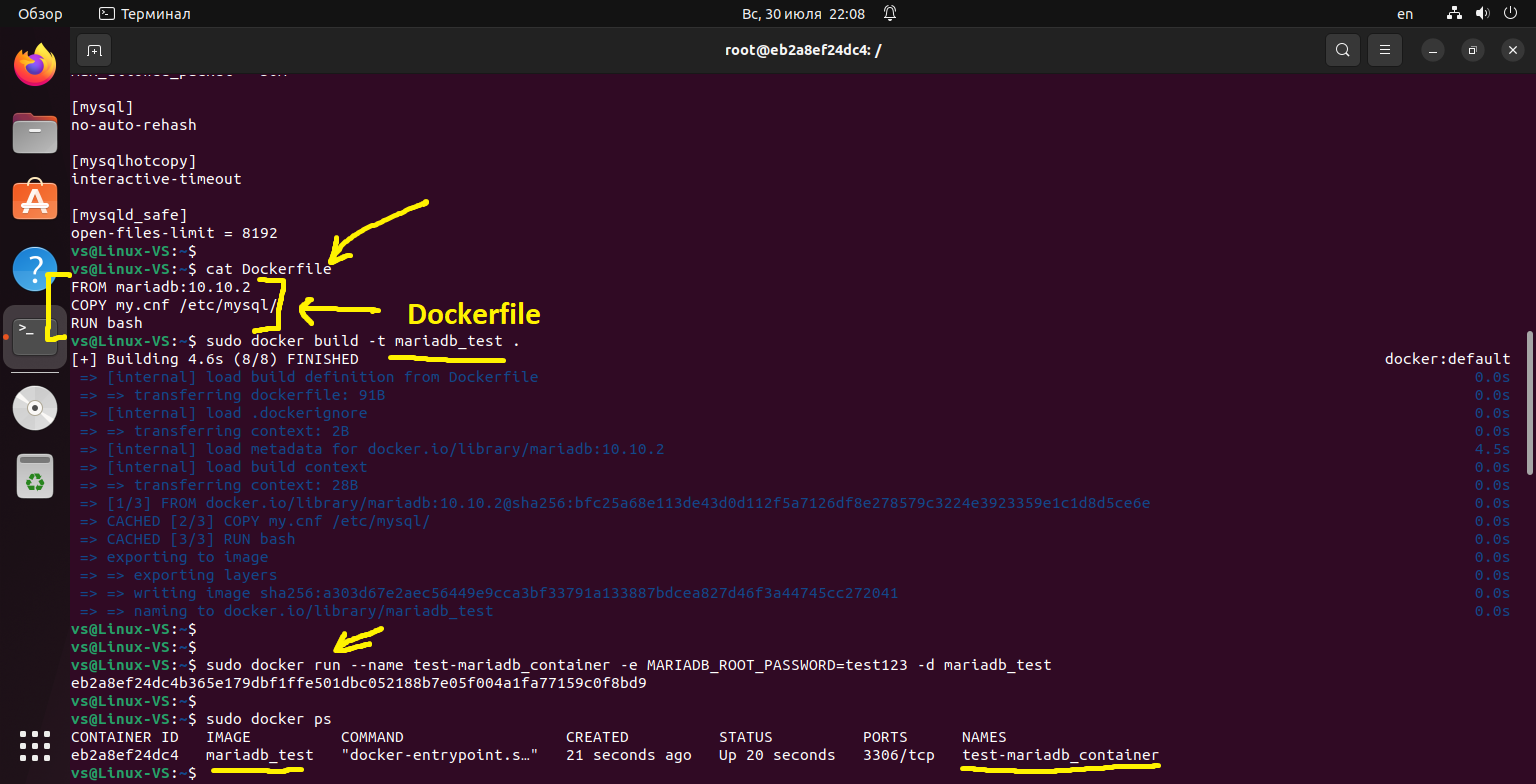 Обзор
Терминал
Вс, 30 июля 22:08
en
root@eb2a8ef24dc4: /
[mysql]
no-auto-rehash
[mysqlhotcopy]
interactive-timeout
[mysqld_safe]
open-files-limit = 8192
vs@Linux-VS:~$
vs@Linux-VS:~$ cat Dockerfile
FROM mariadb:10.10.2
COPY my.cnf /etc/mysql/
Dockerfile
RUN bash
vs@Linux-VS:~$ sudo docker build -t mariadb_test .
[+] Building 4.6s (8/8) FINISHED docker:default
=> [internal] load build definition from Dockerfile 0.0s
=> => transferring dockerfile: 91B 0.0s
=> [internal] load .dockerignore 0.0s
=> => transferring context: 2B 0.0s
=> [internal] load metadata for docker.io/library/mariadb:10.10.2 4.5s
=> [internal] load build context 0.0s
=> => transferring context: 28B 0.0s
=> [1/3] FROM docker.io/library/mariadb:10.10.2@sha256:bfc25a68e113de43d0d112f5a7126df8e278579c3224e3923359e1c1d8d5ce6e 0.0s
=> CACHED [2/3] COPY my.cnf /etc/mysql/ 0.0s
=> CACHED [3/3] RUN bash 0.0s
=> exporting to image 0.0s
=> => exporting layers 0.0s
=> => writing image sha256:a303d67e2aec56449e9cca3bf33791a133887bdcea827d46f3a44745cc272041 0.0s
=> => naming to docker.io/library/mariadb_test 0.0s
vs@Linux-VS:~$
vs@Linux-VS:~$
vs@Linux-VS:~$ sudo docker run --name test-mariadb_container -e MARIADB_ROOT_PASSWORD=test123 -d mariadb_test
eb2a8ef24dc4b365e179dbf1ffe501dbc052188b7e05f004a1fa77159c0f8bd9
vs@Linux-VS:~$
vs@Linux-VS:~$ sudo docker ps
CONTAINER ID IMAGE COMMAND CREATED STATUS PORTS NAMES
eb2a8ef24dc4 mariadb_test "docker-entrypoint.s…" 21 seconds ago Up 20 seconds 3306/tcp test-mariadb_container
vs@Linux-VS:~$